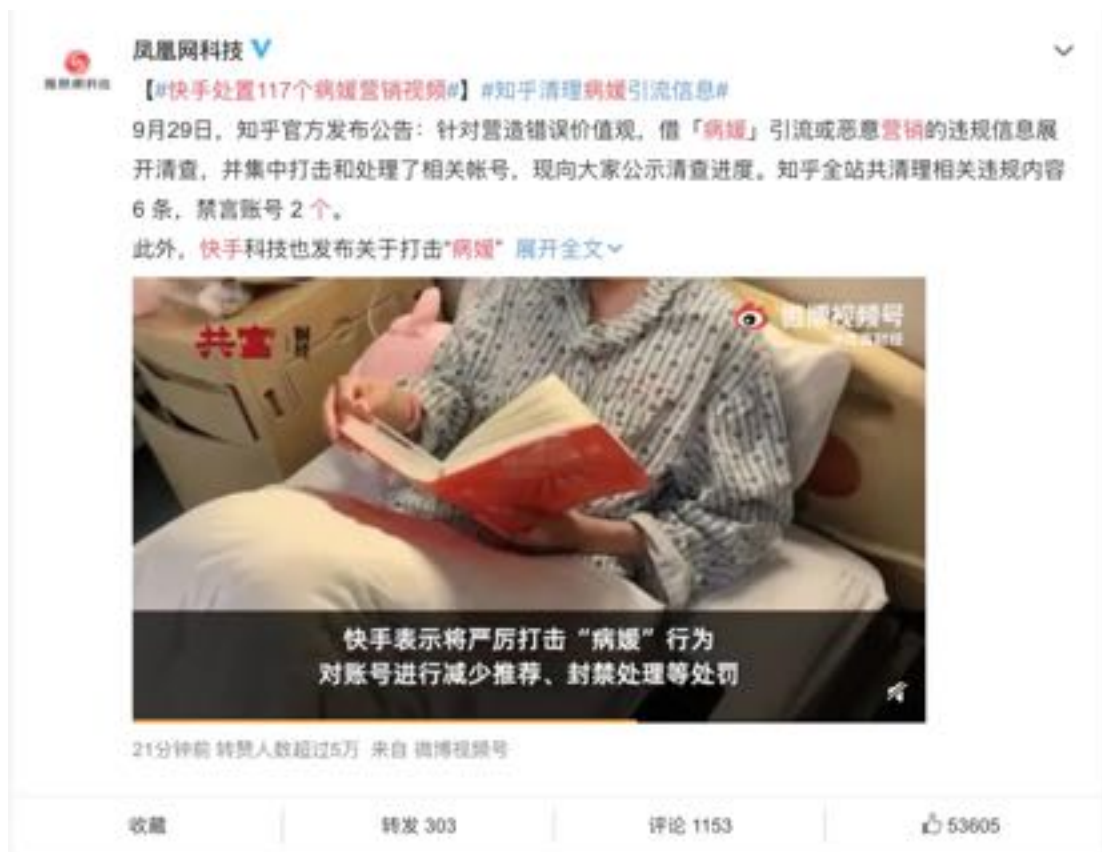 凤凰网科技
【#快手处置117个病媛营销视频#】#知乎清理病媛引流信息#
9月29日，知乎官方发布公告：针对营造错误价值观，借「病媛」引流或恶意营销的违规信息展
开清查，并集中打击和处理了相关帐号，现向大家公示清查进度。知乎全站共清理相关违规内容
6 条，禁言账号 2 个。
此外，快手科技也发布关于打击“病媛” 展开全文
共富 财经
微博视频号
快手表示将严厉打击“病媛”行为
对账号进行减少推荐、封禁处理等处罚
21分钟前 转赞人数超过5万 来自 微博视频号
收藏 转发 303 评论 1153 53605